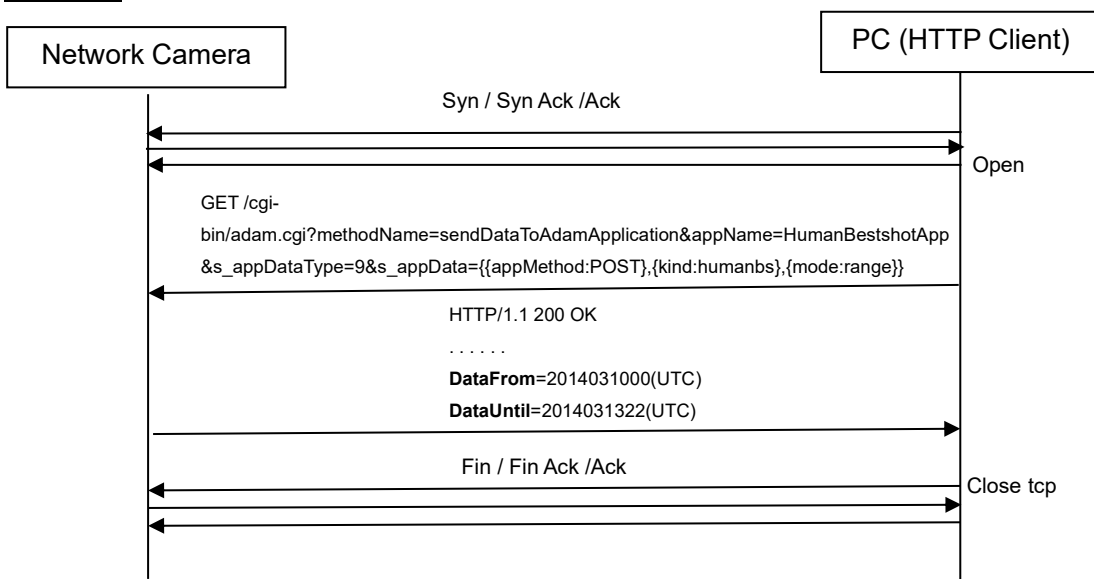 Network Camera
PC (HTTP Client)
Syn / Syn Ack /Ack
Open
GET /cgi-
bin/adam.cgi?methodName=sendDataToAdamApplication&appName=HumanBestshotApp
&s_appDataType=9&s_appData={{appMethod:POST},{kind:humanbs},{mode:range}}
HTTP/1.1 200 OK
. . . . . .
DataFrom=2014031000(UTC)
DataUntil=2014031322(UTC)
Fin / Fin Ack /Ack
Close tcp